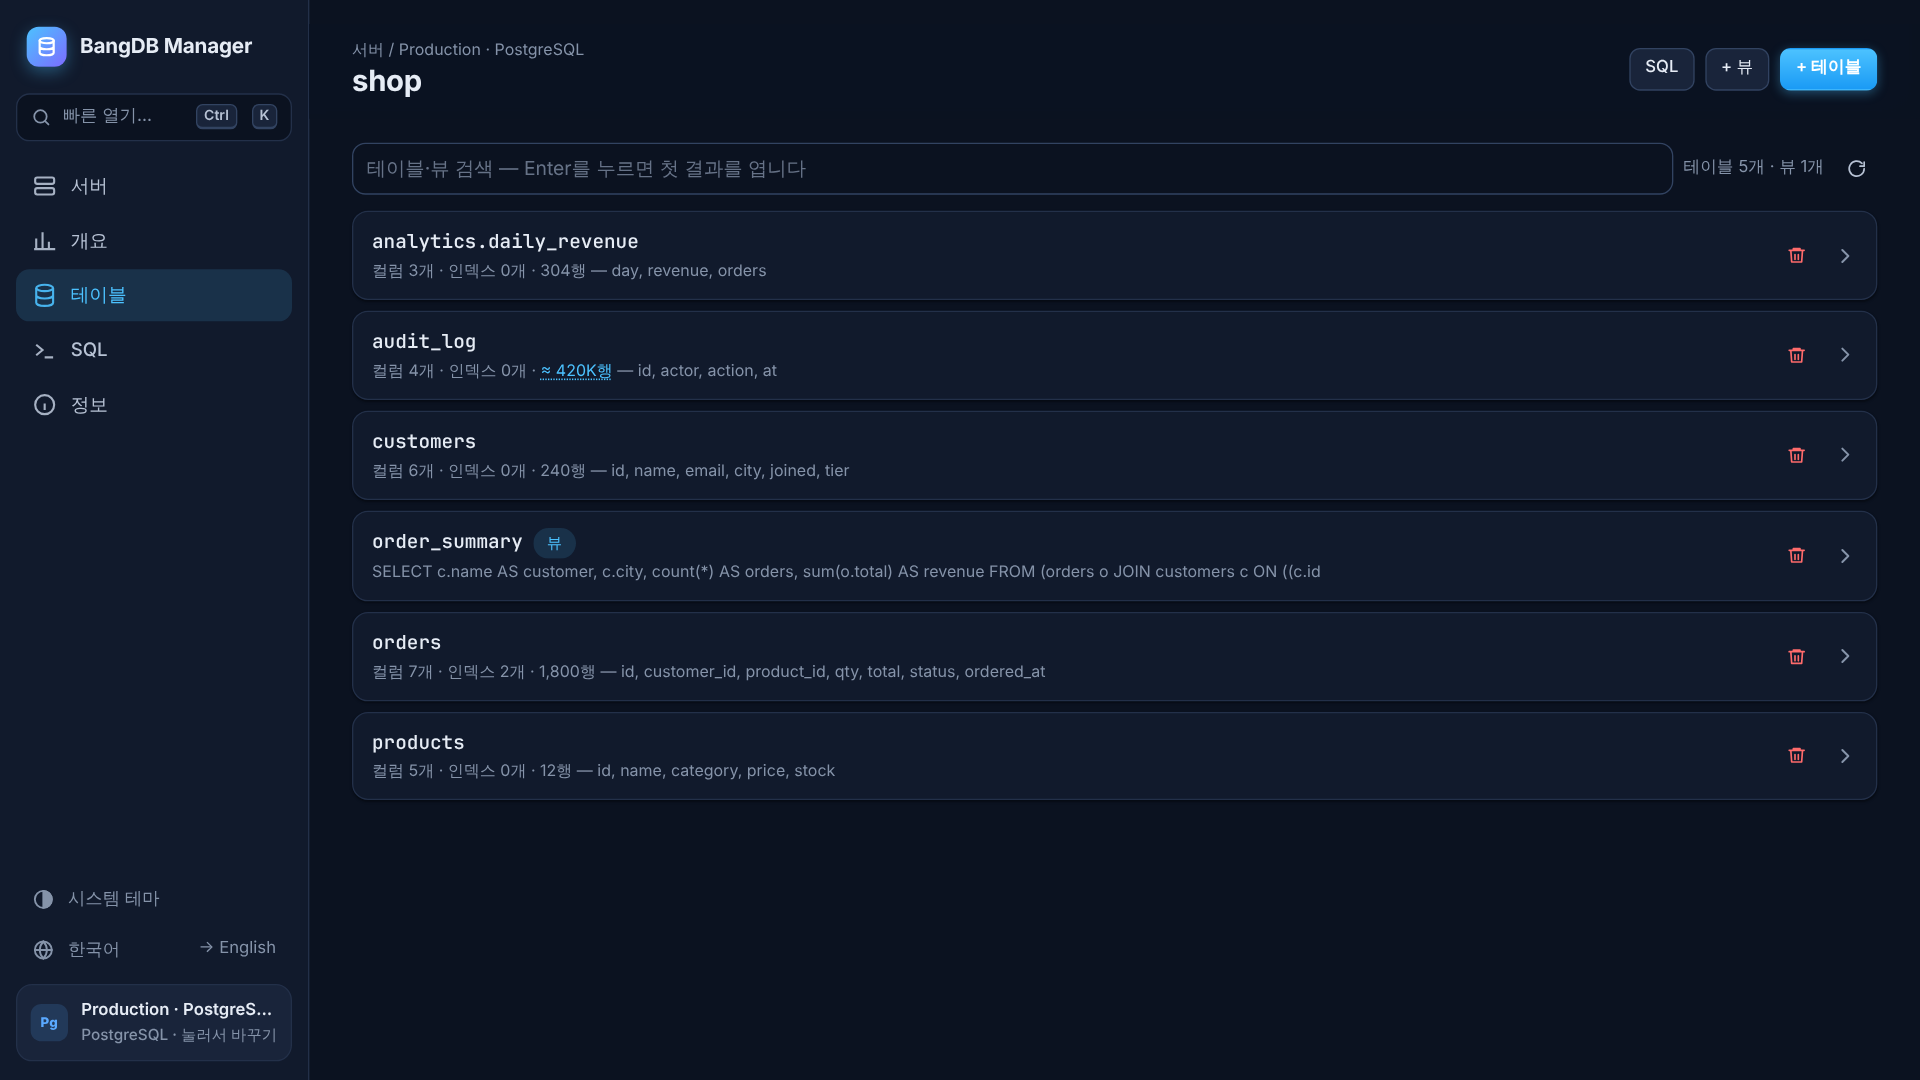 BangDB Manager
빠른 열기... Ctrl K
서버
개요
테이블
SQL
정보
시스템 테마
한국어 → English
Pg
Production · PostgreS...
PostgreSQL · 눌러서 바꾸기
서버 / Production · PostgreSQL
shop
SQL
+ 뷰
+ 테이블
테이블·뷰 검색 — Enter를 누르면 첫 결과를 엽니다
테이블 5개 · 뷰 1개
analytics.daily_revenue
컬럼 3개 · 인덱스 0개 · 304행 — day, revenue, orders
audit_log
컬럼 4개 · 인덱스 0개 · ≈ 420K행 — id, actor, action, at
customers
컬럼 6개 · 인덱스 0개 · 240행 — id, name, email, city, joined, tier
order_summary 뷰
SELECT c.name AS customer, c.city, count(*) AS orders, sum(o.total) AS revenue FROM (orders o JOIN customers c ON ((c.id
orders
컬럼 7개 · 인덱스 2개 · 1,800행 — id, customer_id, product_id, qty, total, status, ordered_at
products
컬럼 5개 · 인덱스 0개 · 12행 — id, name, category, price, stock